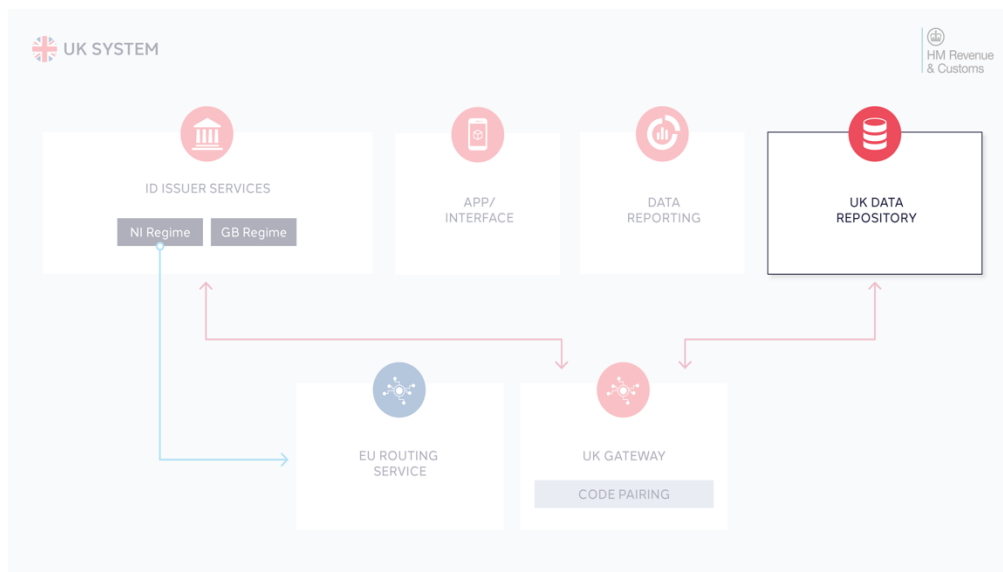 UK SYSTEM
HM Revenue
& Customs
ID ISSUER SERVICES
NI Regime
GB Regime
APP/
INTERFACE
DATA
REPORTING
UK DATA
REPOSITORY
EU ROUTING
SERVICE
UK GATEWAY
CODE PAIRING